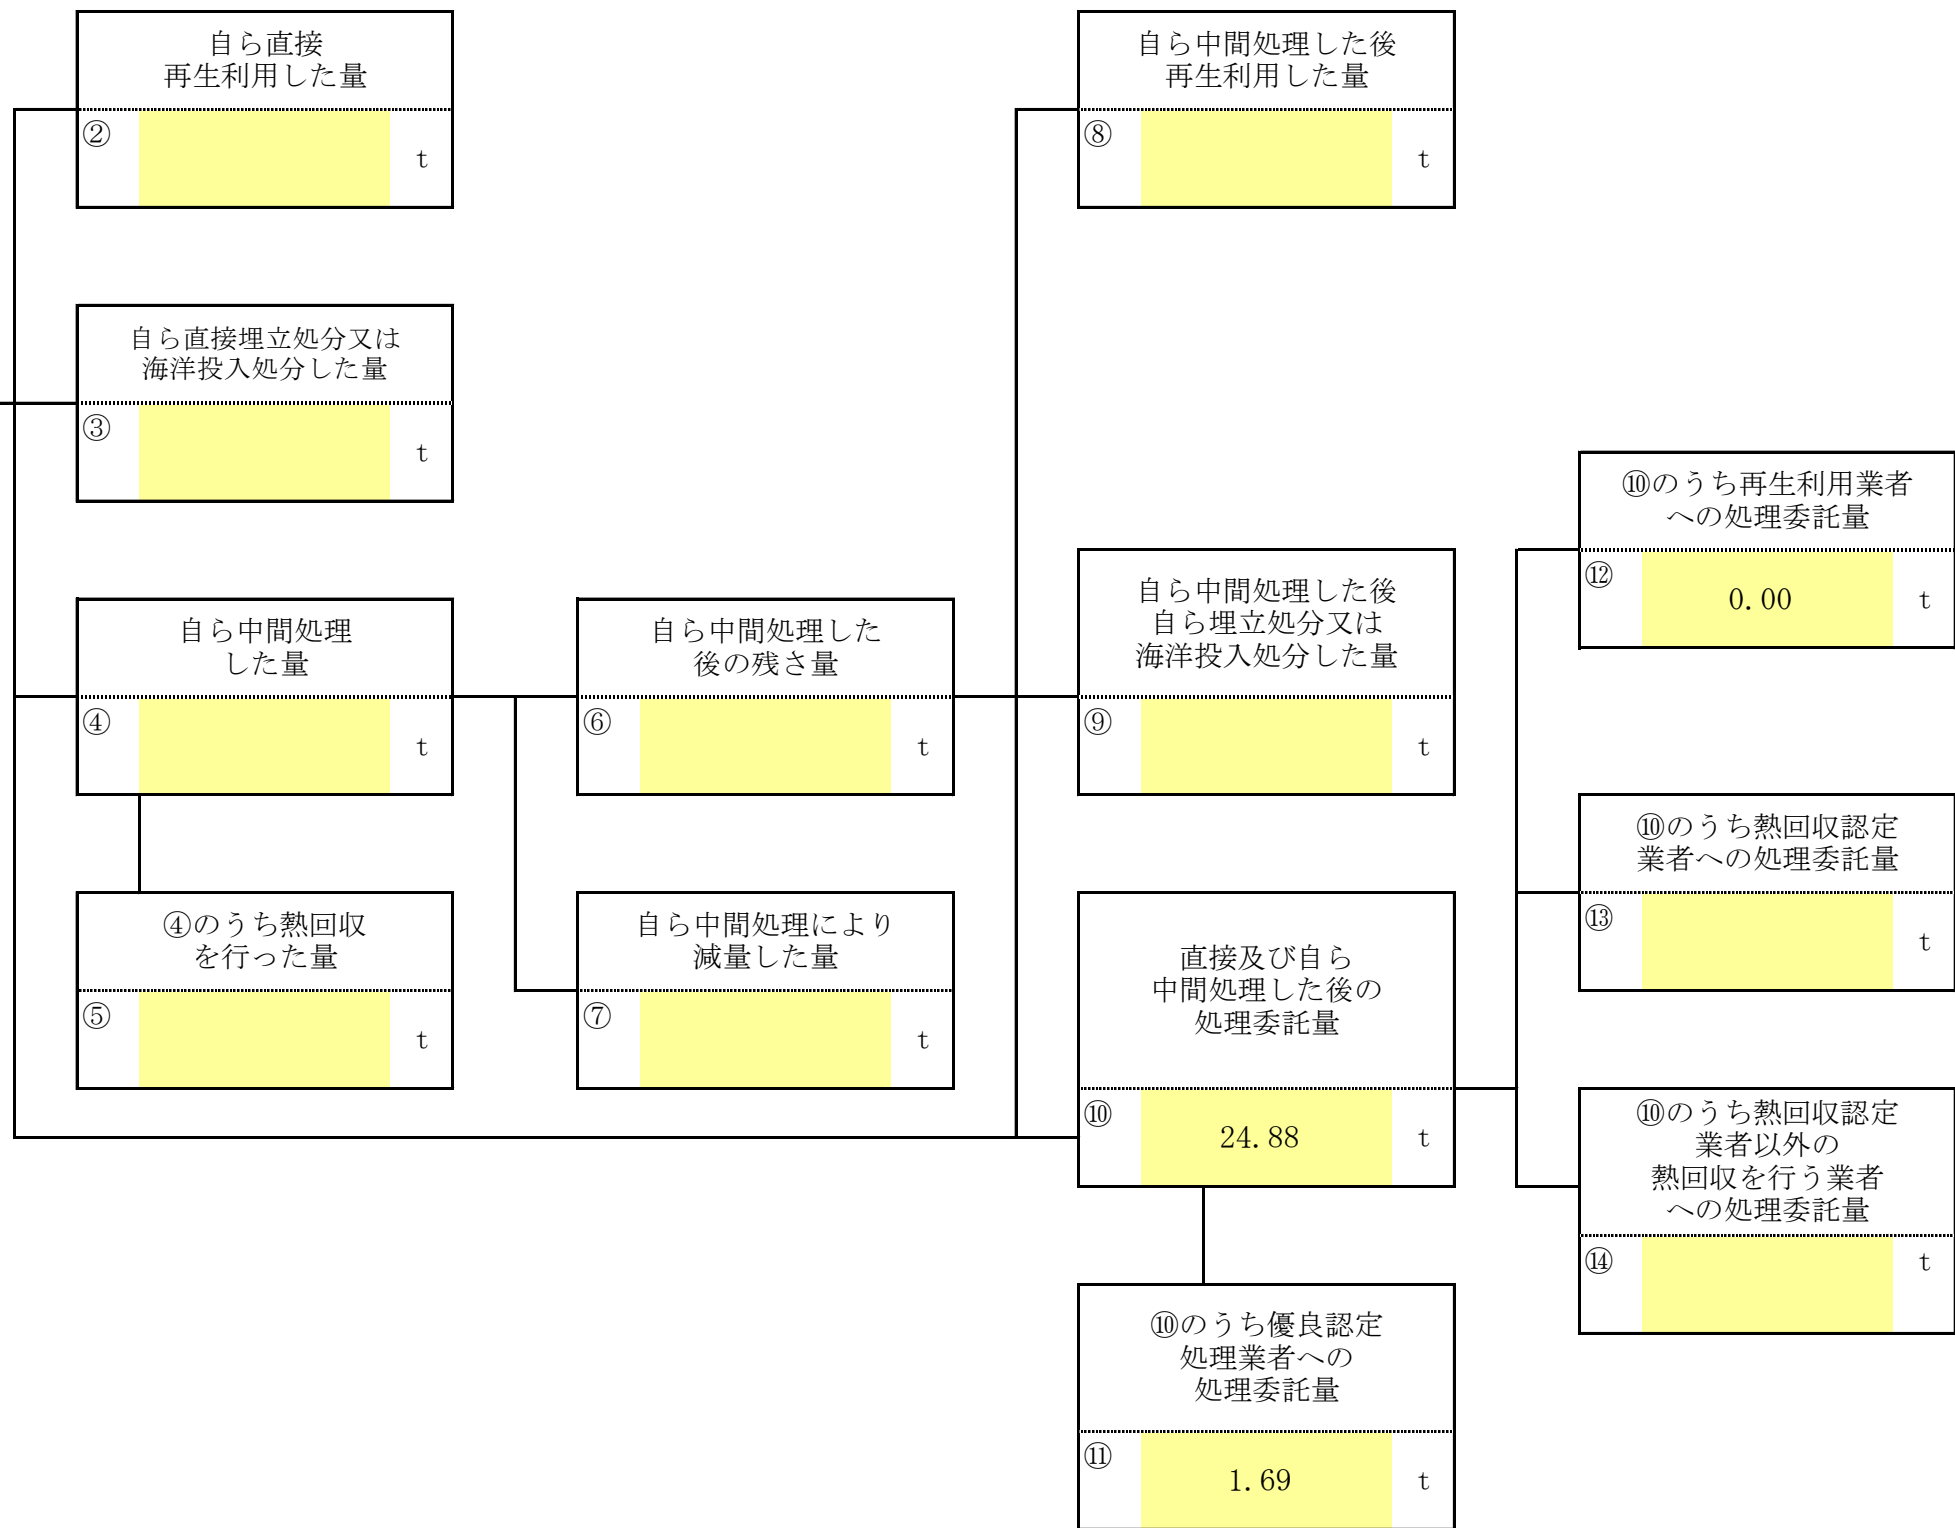 自ら直接
再生利用した量
②
t
自ら中間処理した後
再生利用した量
⑧
t
自ら直接埋立処分又は
海洋投入処分した量
③
t
⑩のうち再生利用業者
への処理委託量
⑫
0.00
t
自ら中間処理
した量
④
t
自ら中間処理した
後の残さ量
⑥
t
自ら中間処理した後
自ら埋立処分又は
海洋投入処分した量
⑨
t
⑩のうち熱回収認定
業者への処理委託量
⑬
t
④のうち熱回収
を行った量
⑤
t
自ら中間処理により
減量した量
⑦
t
直接及び自ら
中間処理した後の
処理委託量
⑩
24.88
t
⑩のうち熱回収認定
業者以外の
熱回収を行う業者
への処理委託量
⑭
t
⑩のうち優良認定
処理業者への
処理委託量
⑪
1.69
t